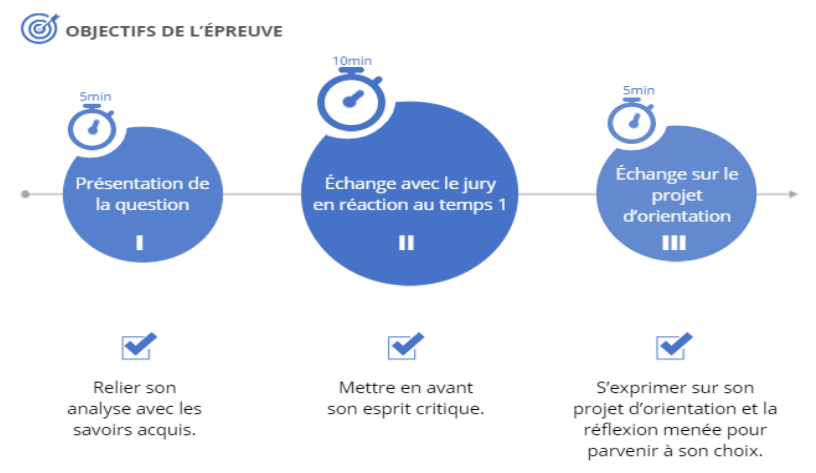 OBJECTIFS DE L'ÉPREUVE
5min
Présentation de
la question
I
Relier son
analyse avec les
savoirs acquis.
10min
Échange avec le jury
en réaction au temps 1
II
Mettre en avant
son esprit critique.
5min
Échange sur le
projet
d'orientation
III
S'exprimer sur son
projet d'orientation et la
réflexion menée pour
parvenir à son choix.